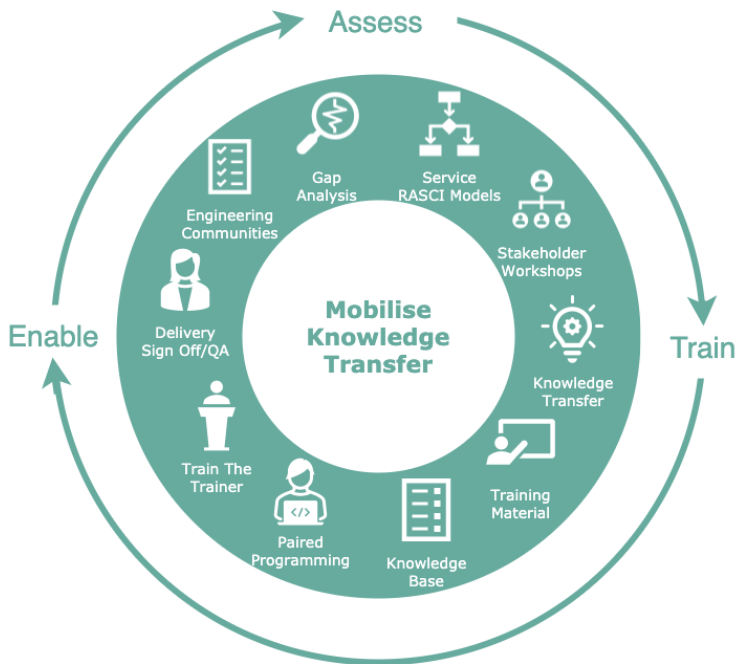 Assess
Gap
Analysis
Service
RASCI Models
Engineering
Communities
Stakeholder
Workshops
Mobilise
Knowledge
Transfer
Delivery
Sign Off/QA
Enable
Train
Knowledge
Transfer
Train The
Trainer
Training
Material
</>
Paired
Programming
Knowledge
Base